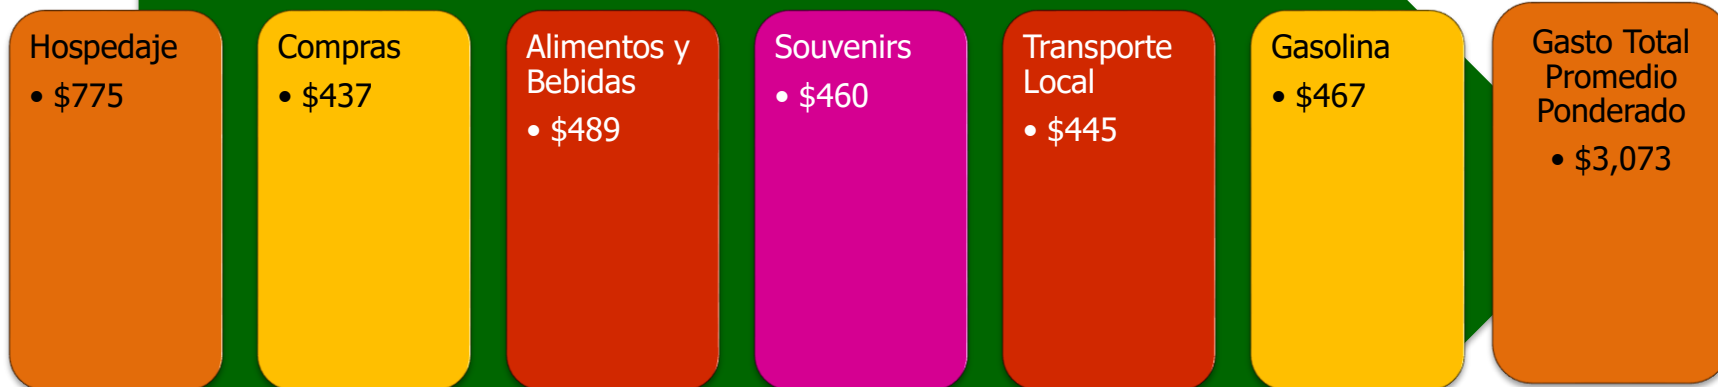 Hospedaje
• $775
Compras
• $437
Alimentos y
Bebidas
• $489
Souvenirs
• $460
Transporte
Local
• $445
Gasolina
• $467
Gasto Total
Promedio
Ponderado
• $3,073